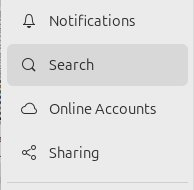 Notifications
Search
Online Accounts
Sharing